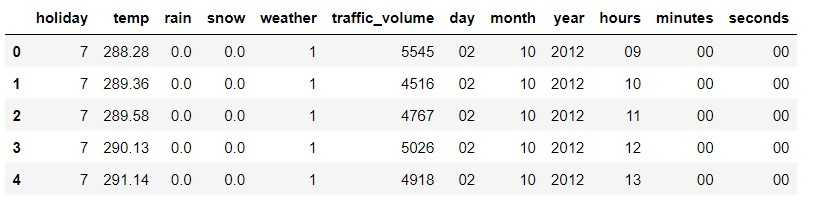 holiday temp rain snow weather traffic_volume day month year hours minutes seconds
0 7 288.28 0.0 0.0 1 5545 02 10 2012 09 00 00
1 7 289.36 0.0 0.0 1 4516 02 10 2012 10 00 00
2 7 289.58 0.0 0.0 1 4767 02 10 2012 11 00 00
3 7 290.13 0.0 0.0 1 5026 02 10 2012 12 00 00
4 7 291.14 0.0 0.0 1 4918 02 10 2012 13 00 00